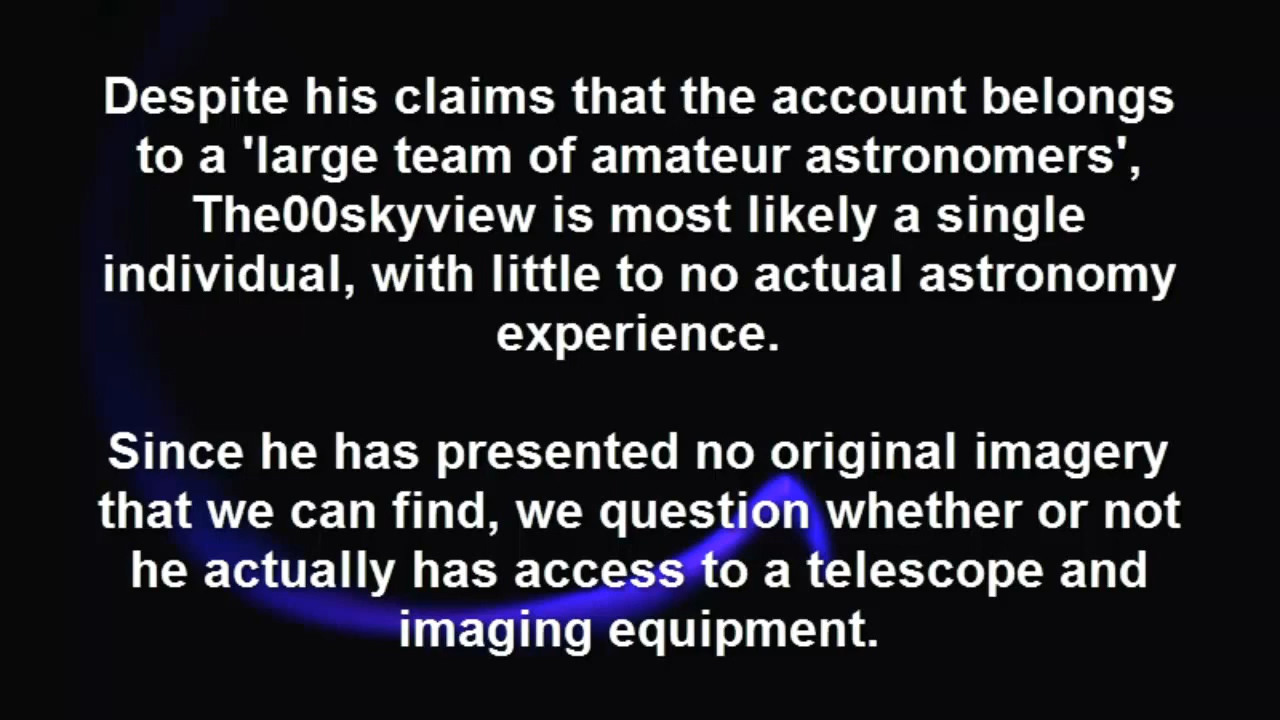 Despite his claims that the account belongs
to a 'large team of amateur astronomers',
The00skyview is most likely a single
individual, with little to no actual astronomy
experience.
Since he has presented no original imagery
that we can find, we question whether or not
he actually has access to a telescope and
imaging equipment.